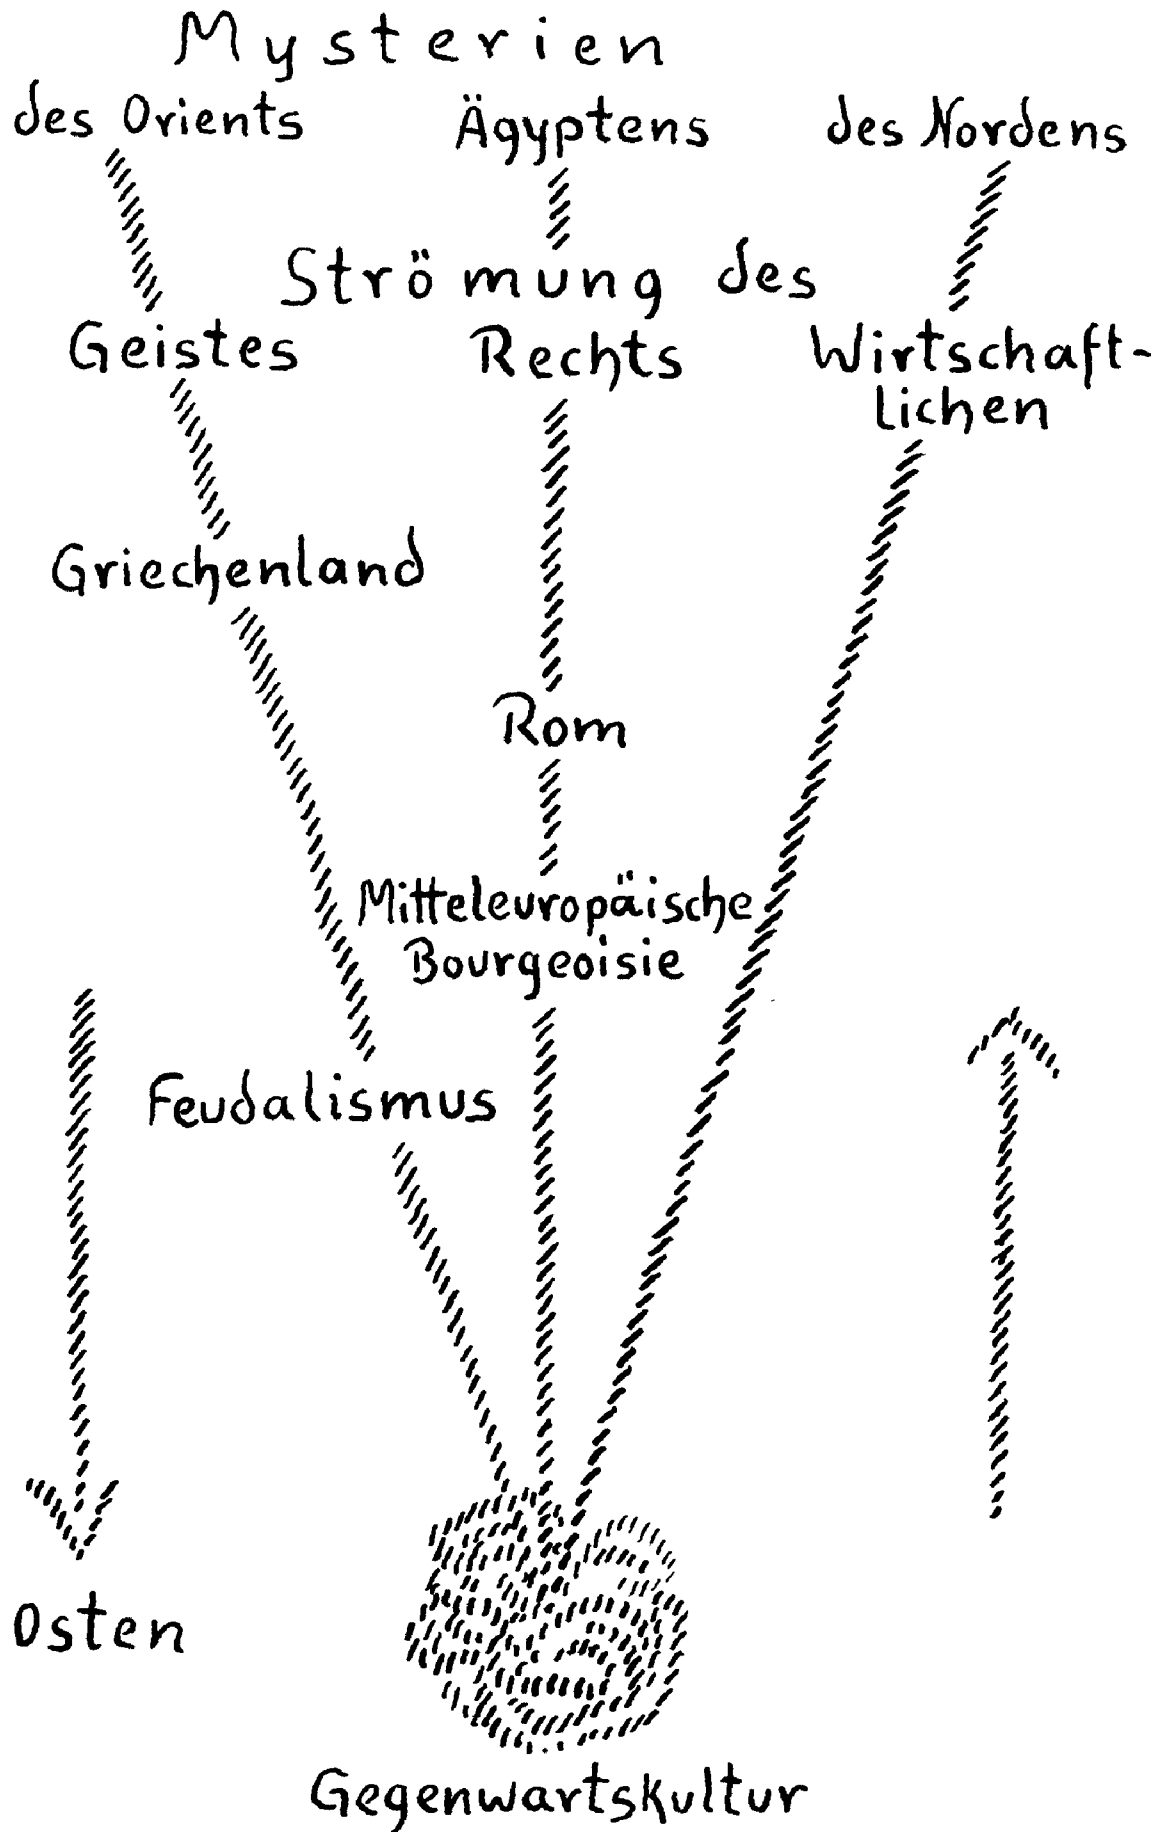 Mysterien
des Orients Ägyptens des Nordens
Strömung des
Geistes Rechts Wirtschaft-
lichen
Griechenland
Rom
Mitteleuropäische
Bourgeoisie
Feudalismus
Osten
Gegenwartskultur